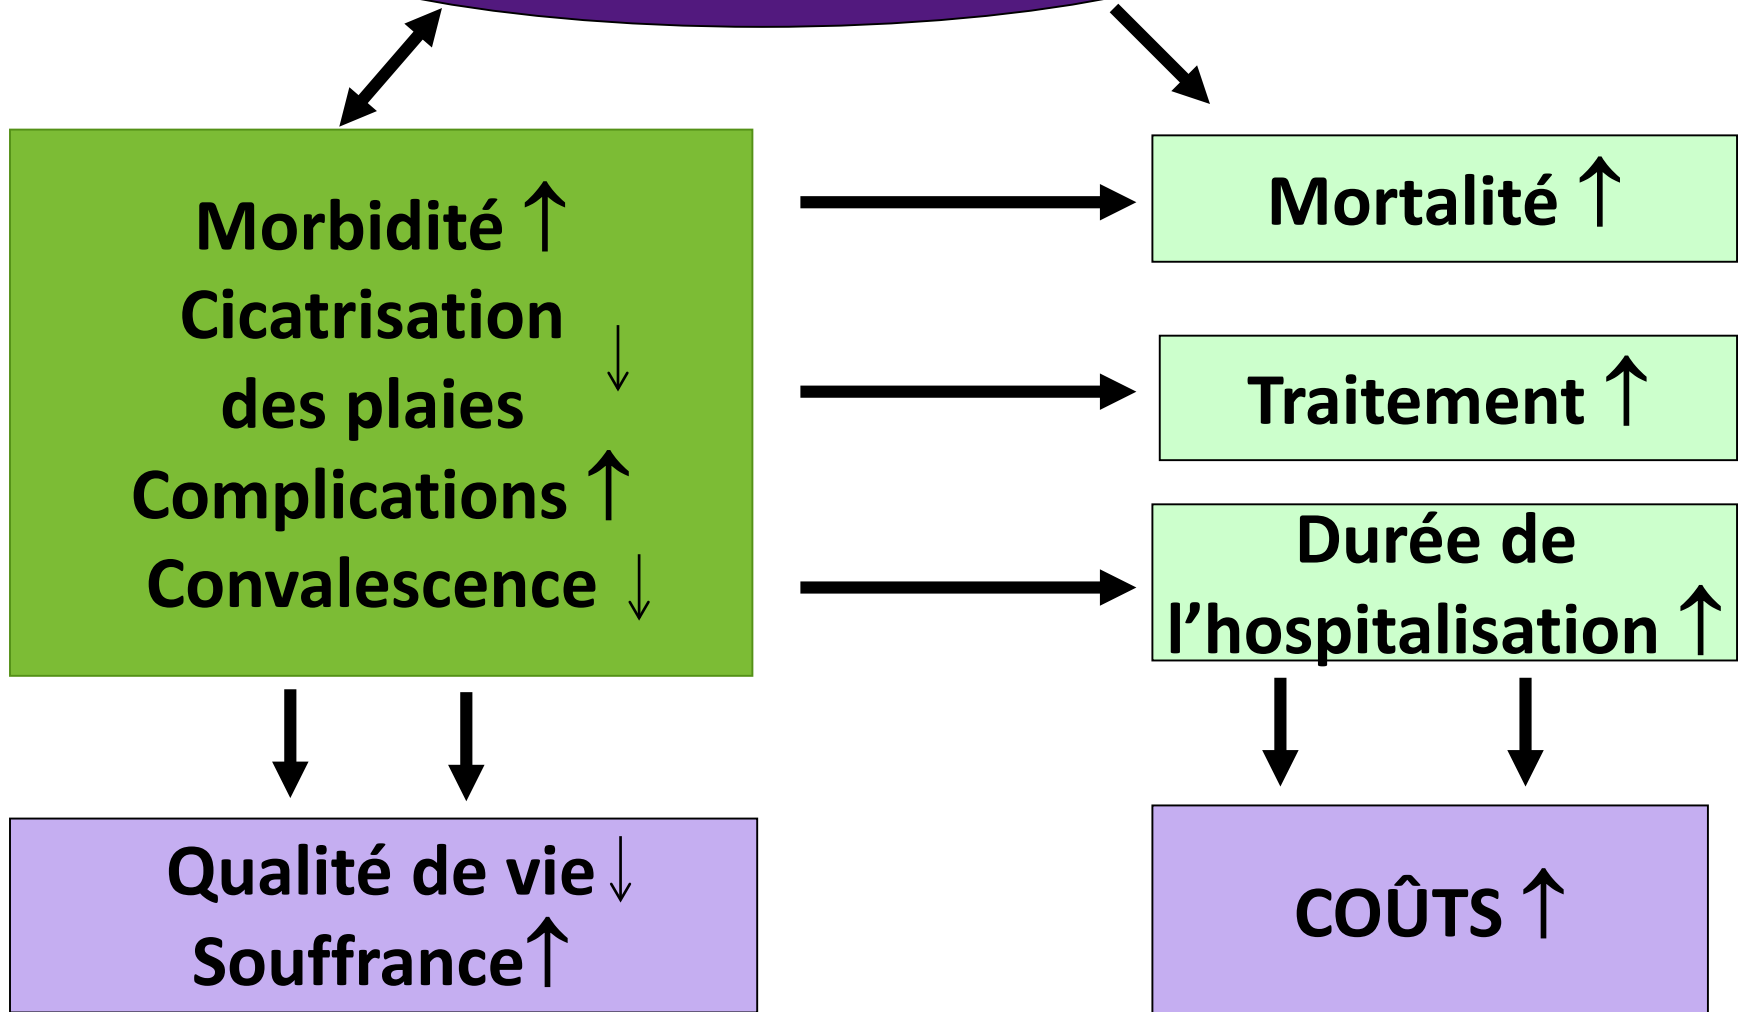 Morbidité ↑
Cicatrisation
des plaies ↓
Complications ↑
Convalescence ↓
Mortalité ↑
Traitement ↑
Durée de
l’hospitalisation ↑
Qualité de vie ↓
Souffrance ↑
COÛTS ↑